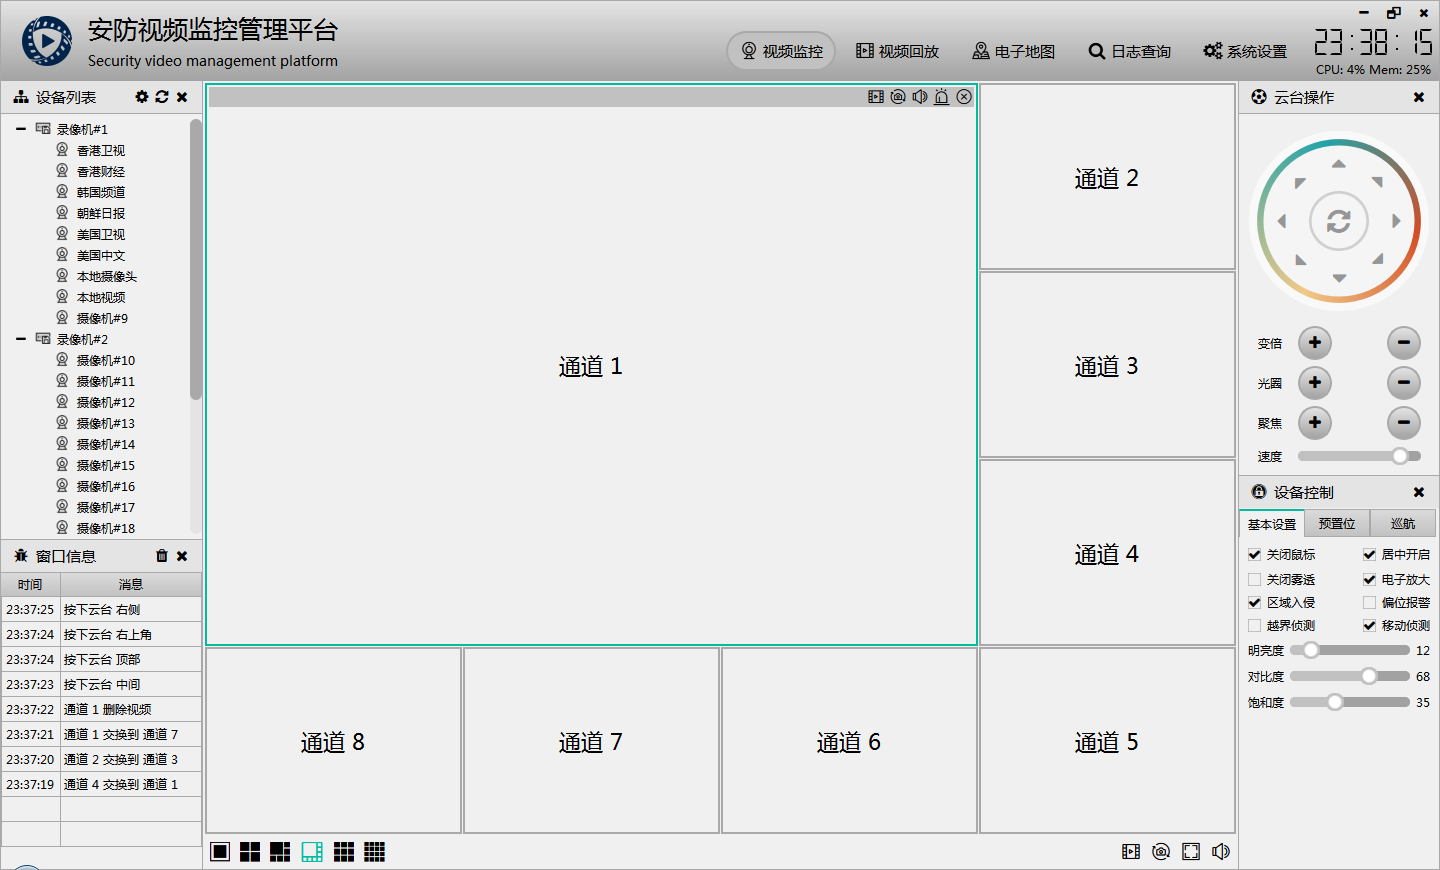 安防视频监控管理平台
Security video management platform
视频监控
视频回放
电子地图
日志查询
系统设置
23:38:15
CPU: 4% Mem: 25%
设备列表
录像机#1
香港卫视
香港财经
韩国频道
朝鲜日报
美国卫视
美国中文
本地摄像头
本地视频
摄像机#9
录像机#2
摄像机#10
摄像机#11
摄像机#12
摄像机#13
摄像机#14
摄像机#15
摄像机#16
摄像机#17
摄像机#18
窗口信息
时间 消息
23:37:25 按下云台 右侧
23:37:24 按下云台 右上角
23:37:24 按下云台 顶部
23:37:23 按下云台 中间
23:37:22 通道 1 删除视频
23:37:21 通道 1 交换到 通道 7
23:37:20 通道 2 交换到 通道 3
23:37:19 通道 4 交换到 通道 1
通道 1
通道 2
通道 3
通道 4
通道 8
通道 7
通道 6
通道 5
云台操作
变倍
光圈
聚焦
速度
设备控制
基本设置 预置位 巡航
关闭鼠标 居中开启
关闭雾透 电子放大
区域入侵 偏位报警
越界侦测 移动侦测
明亮度 12
对比度 68
饱和度 35